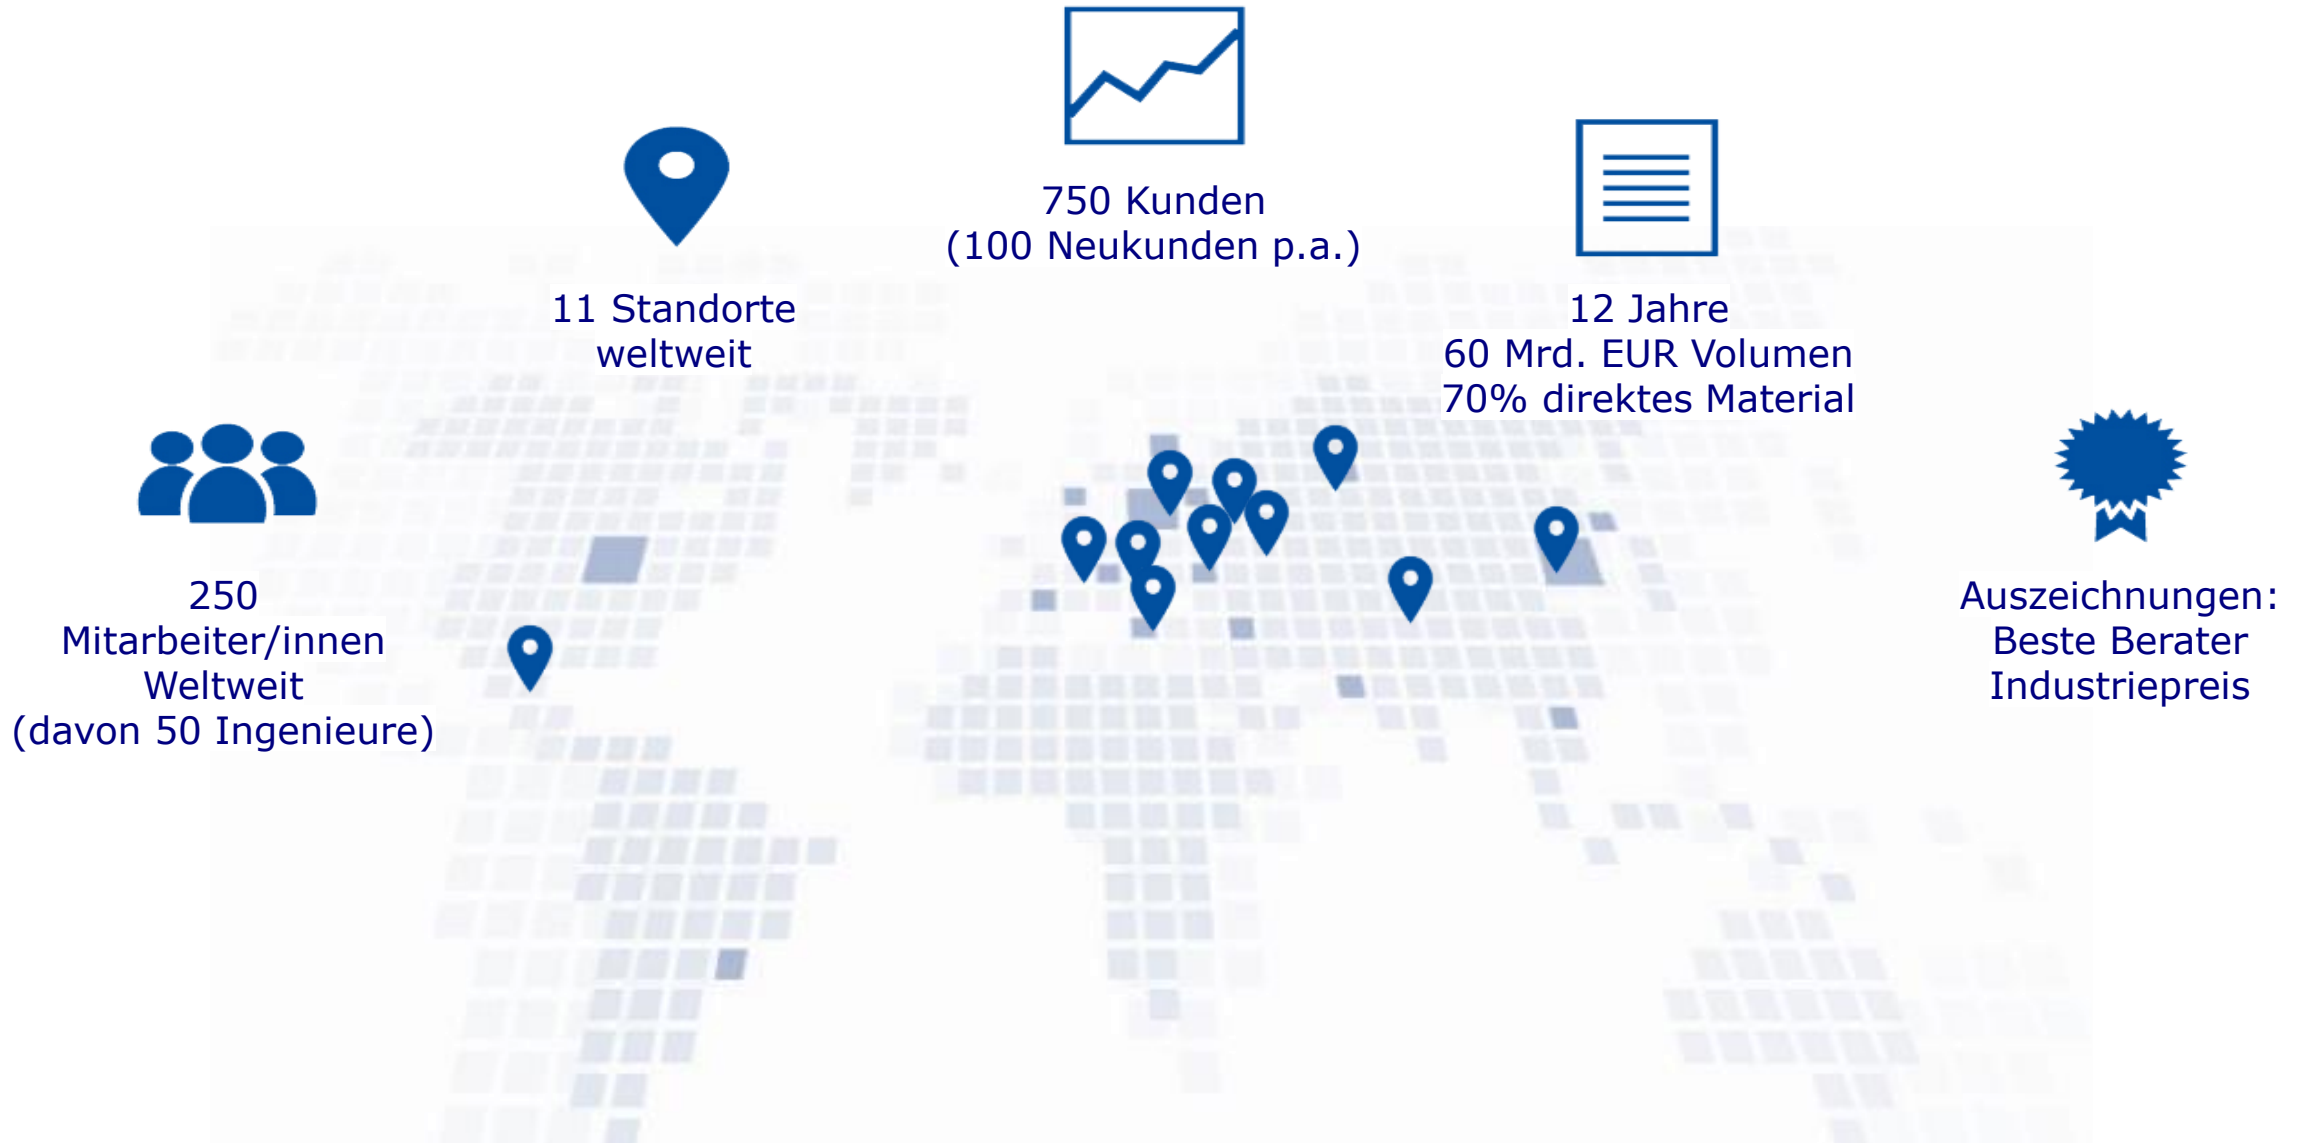 750 Kunden
(100 Neukunden p.a.)
11 Standorte
weltweit
12 Jahre
60 Mrd. EUR Volumen
70% direktes Material
250
Mitarbeiter/innen
Weltweit
(davon 50 Ingenieure)
Auszeichnungen:
Beste Berater
Industriepreis